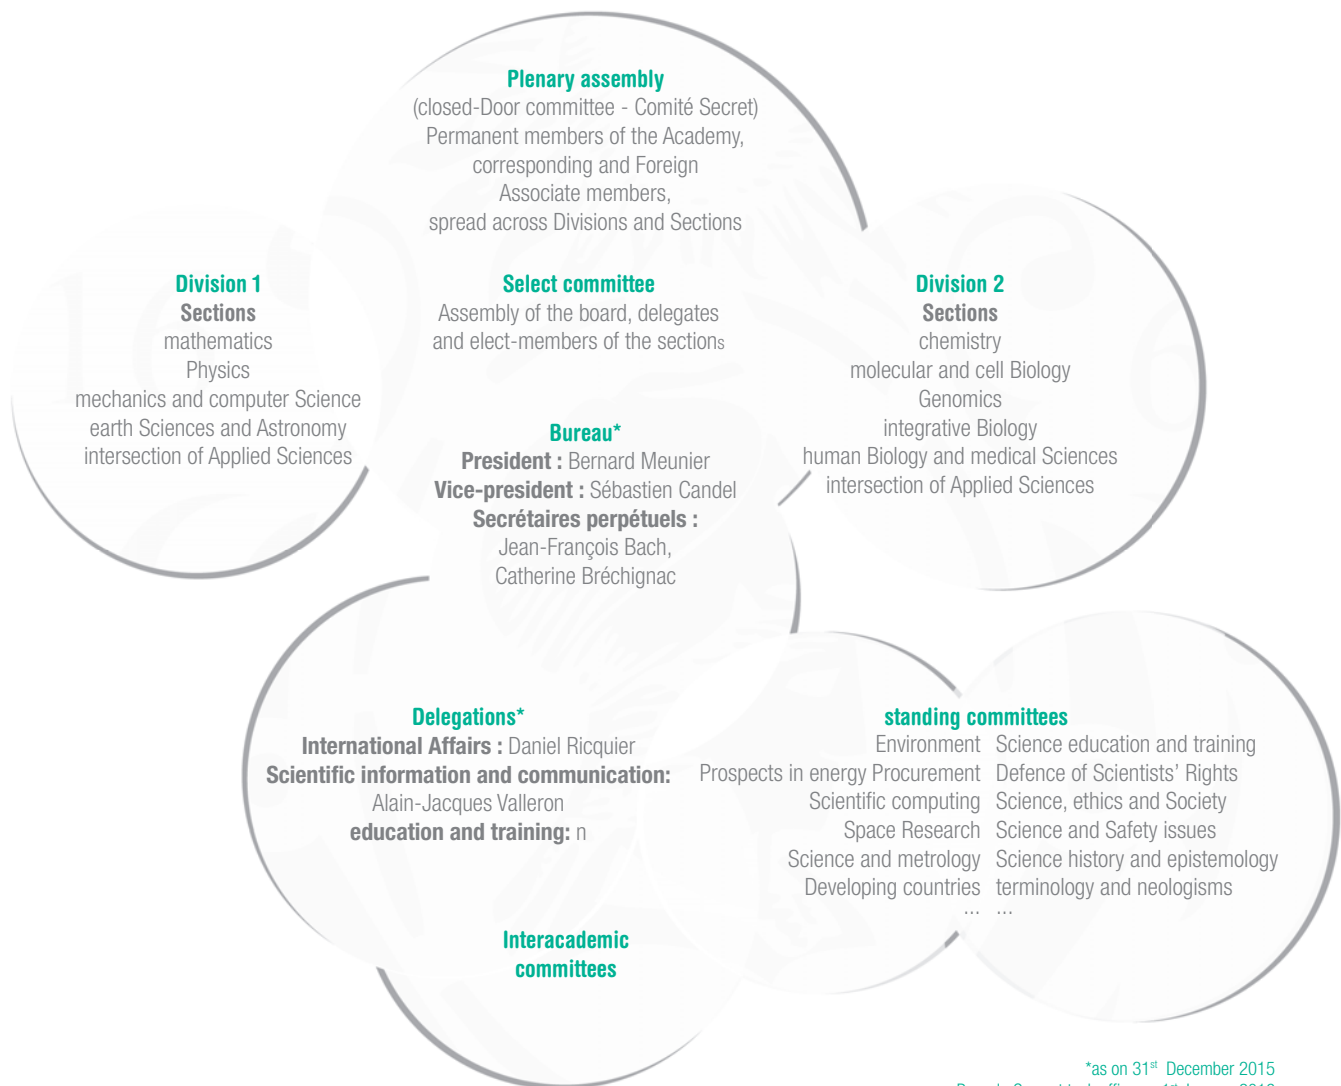 Plenary assembly
(closed-Door committee - Comité Secret)
Permanent members of the Academy,
corresponding and Foreign
Associate members,
spread across Divisions and Sections
Division 1
Sections
mathematics
Physics
mechanics and computer Science
earth Sciences and Astronomy
intersection of Applied Sciences
Select committee
Assembly of the board, delegates
and elect-members of the sections
Division 2
Sections
chemistry
molecular and cell Biology
Genomics
integrative Biology
human Biology and medical Sciences
intersection of Applied Sciences
Bureau*
President : Bernard Meunier
Vice-president : Sébastien Candel
Secrétaires perpétuels :
Jean-François Bach,
Catherine Bréchignac
Delegations*
International Affairs : Daniel Ricquier
Scientific information and communication:
Alain-Jacques Valleron
education and training: n
standing committees
Environment Science education and training
Prospects in energy Procurement Defence of Scientists’ Rights
Scientific computing Science, ethics and Society
Space Research Science and Safety issues
Science and metrology Science history and epistemology
Developing countries terminology and neologisms
... ...
Interacademic
committees
*as on 31st December 2015